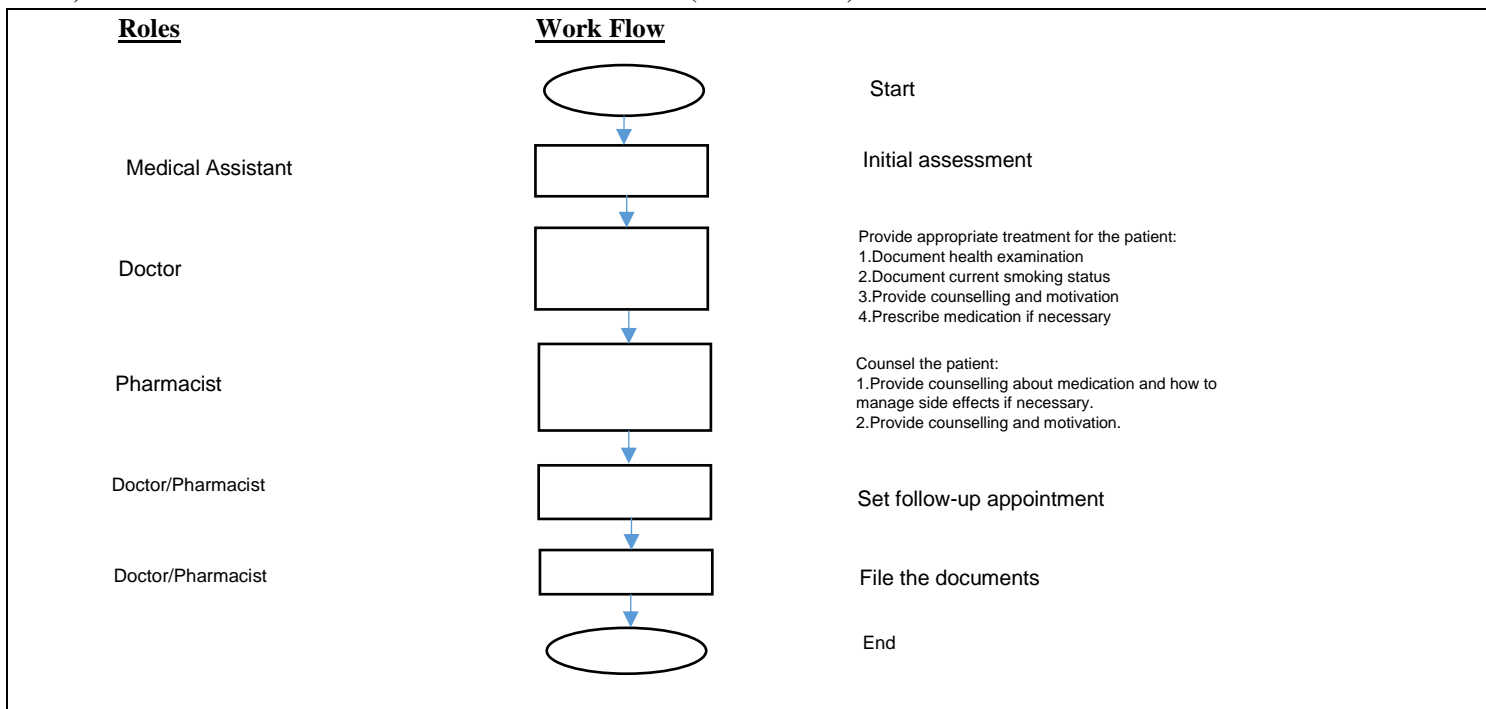 Roles
Work Flow
Start
Medical Assistant
Initial assessment
Doctor
Provide appropriate treatment for the patient:
1.Document health examination
2.Document current smoking status
3.Provide counselling and motivation
4.Prescribe medication if necessary
Pharmacist
Counsel the patient:
1.Provide counselling about medication and how to
manage side effects if necessary.
2.Provide counselling and motivation.
Doctor/Pharmacist
Set follow-up appointment
Doctor/Pharmacist
File the documents
End